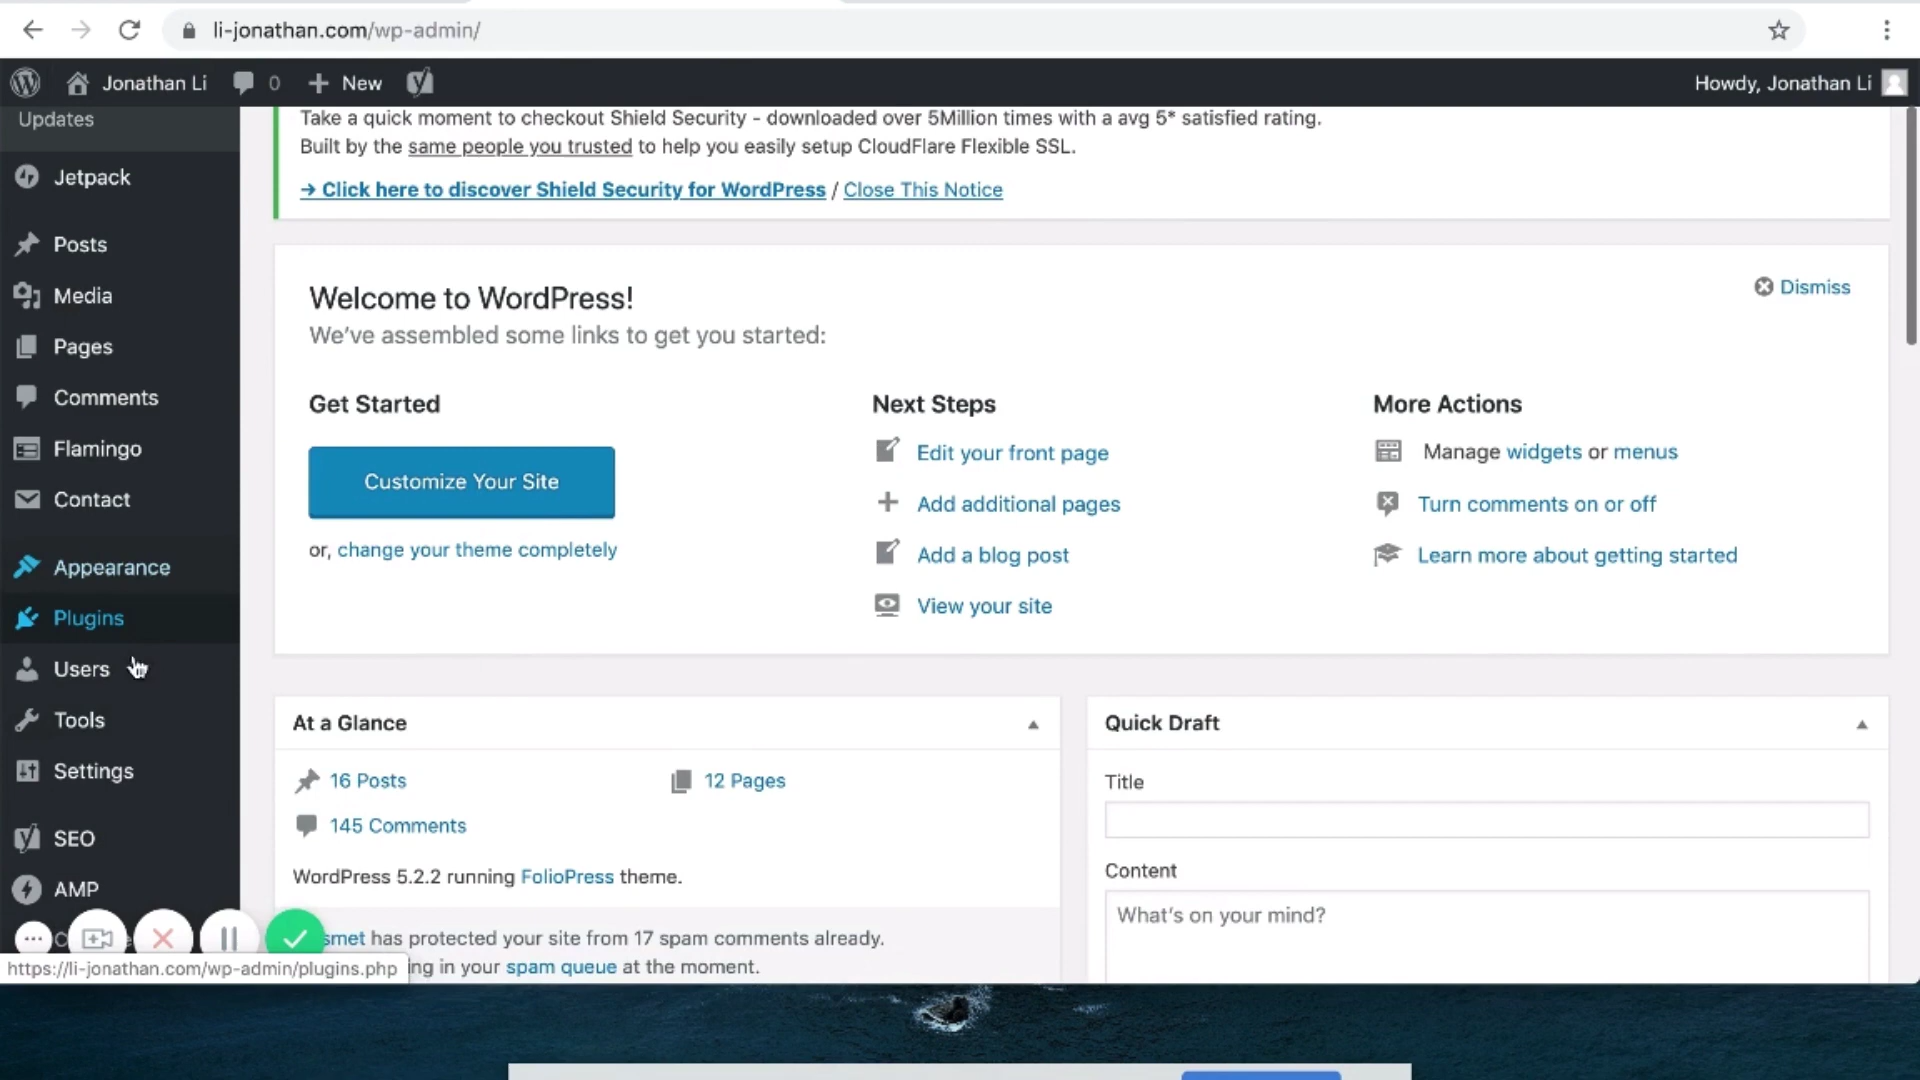 li-jonathan.com/wp-admin/
Jonathan Li 0 + New
Howdy, Jonathan Li
Updates
Jetpack
Posts
Media
Pages
Comments
Flamingo
Contact
Appearance
Plugins
Users
Tools
Settings
SEO
AMP
Take a quick moment to checkout Shield Security - downloaded over 5Million times with a avg 5* satisfied rating.
Built by the same people you trusted to help you easily setup CloudFlare Flexible SSL.
→ Click here to discover Shield Security for WordPress / Close This Notice
Welcome to WordPress!
Dismiss
We've assembled some links to get you started:
Get Started
Customize Your Site
or, change your theme completely
Next Steps
Edit your front page
Add additional pages
Add a blog post
View your site
More Actions
Manage widgets or menus
Turn comments on or off
Learn more about getting started
At a Glance
16 Posts
12 Pages
145 Comments
WordPress 5.2.2 running FolioPress theme.
smet has protected your site from 17 spam comments already.
ing in your spam queue at the moment.
Quick Draft
Title
Content
What's on your mind?
https://li-jonathan.com/wp-admin/plugins.php